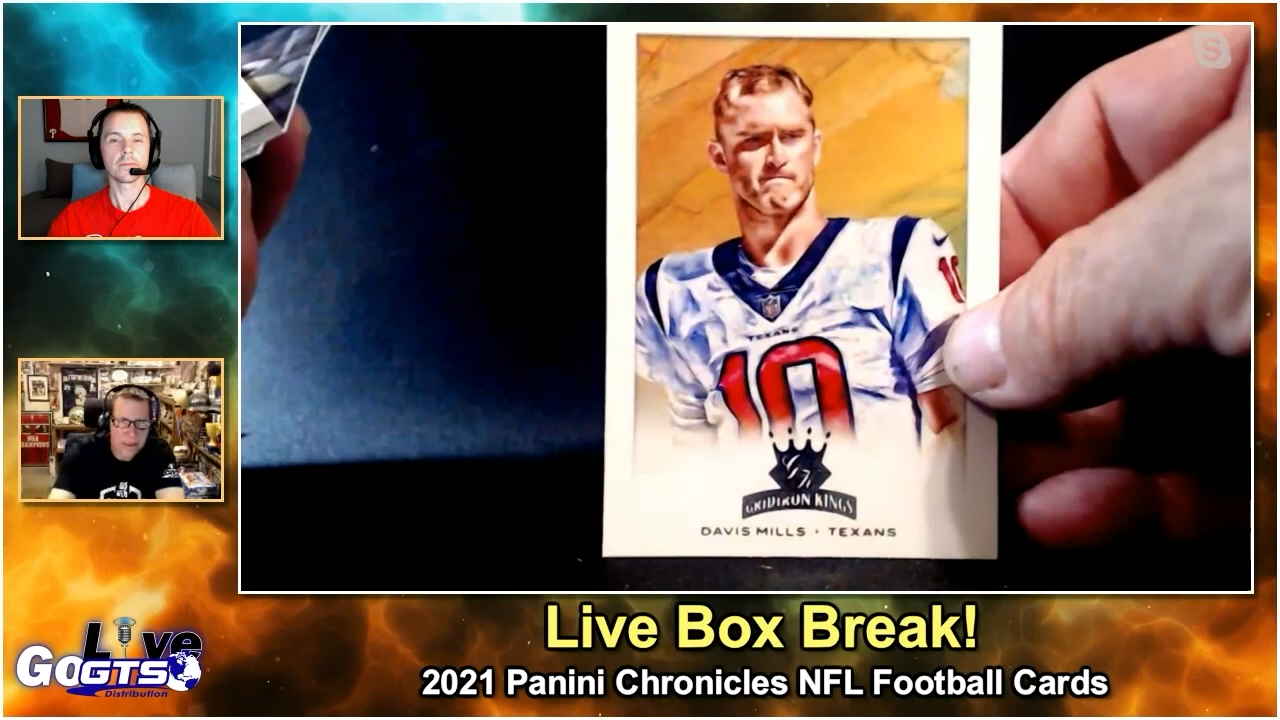 TEXANS
10
10
GRIDIRON KINGS
DAVIS MILLS · TEXANS
Live
GOGTS
Distribution
Live Box Break!
2021 Panini Chronicles NFL Football Cards